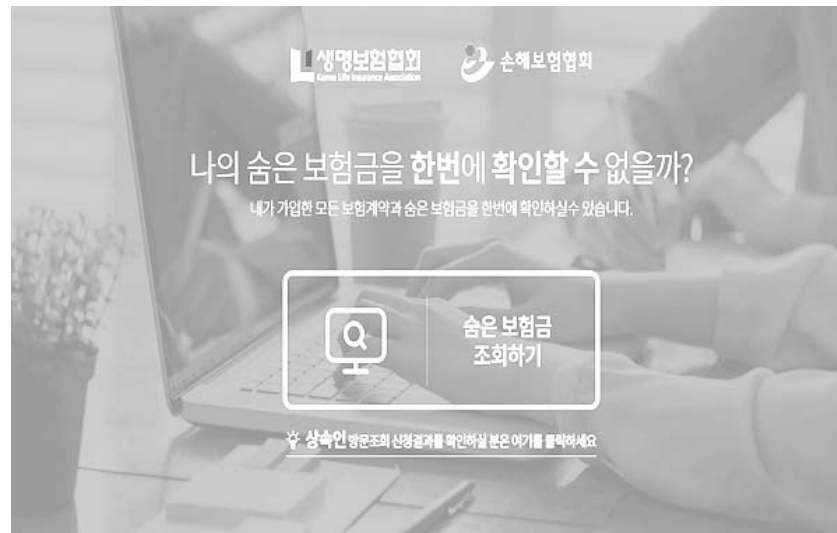 생명보험협회
Korea Life Insurance Association
손해보험협회
나의 숨은 보험금을 한번에 확인할 수 없을까?
내가 가입한 모든 보험계약과 숨은 보험금을 한번에 확인하실수 있습니다.
숨은 보험금
조회하기
상속인 방문조회 신청결과를 확인하실 분은 여기를 클릭하세요